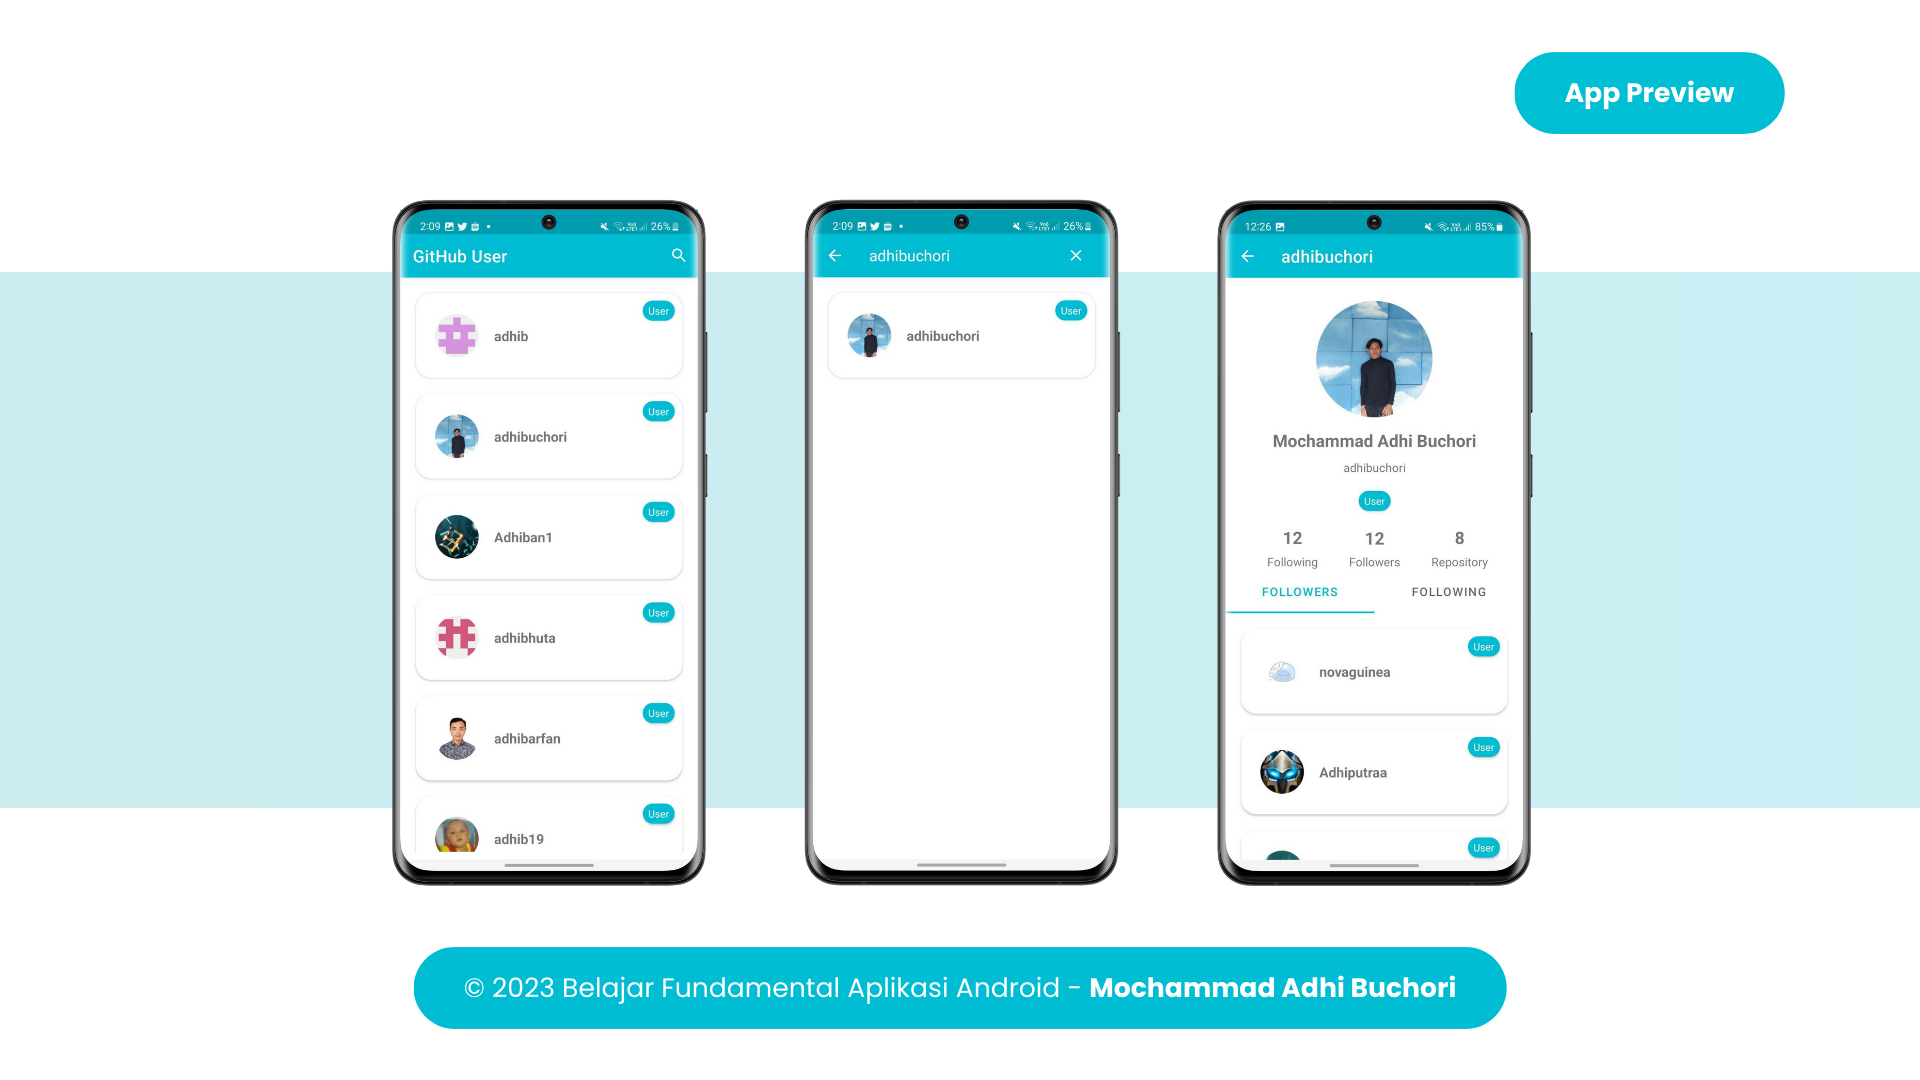 App Preview
2:09
26%
GitHub User
User
adhib
User
adhibuchori
User
Adhiban1
User
adhibhuta
User
adhibarfan
User
adhib19
2:09
26%
adhibuchori
User
adhibuchori
12:26
85%
adhibuchori
Mochammad Adhi Buchori
adhibuchori
User
12 12 8
Following Followers Repository
FOLLOWERS FOLLOWING
User
novaguinea
User
Adhiputraa
User
© 2023 Belajar Fundamental Aplikasi Android - Mochammad Adhi Buchori